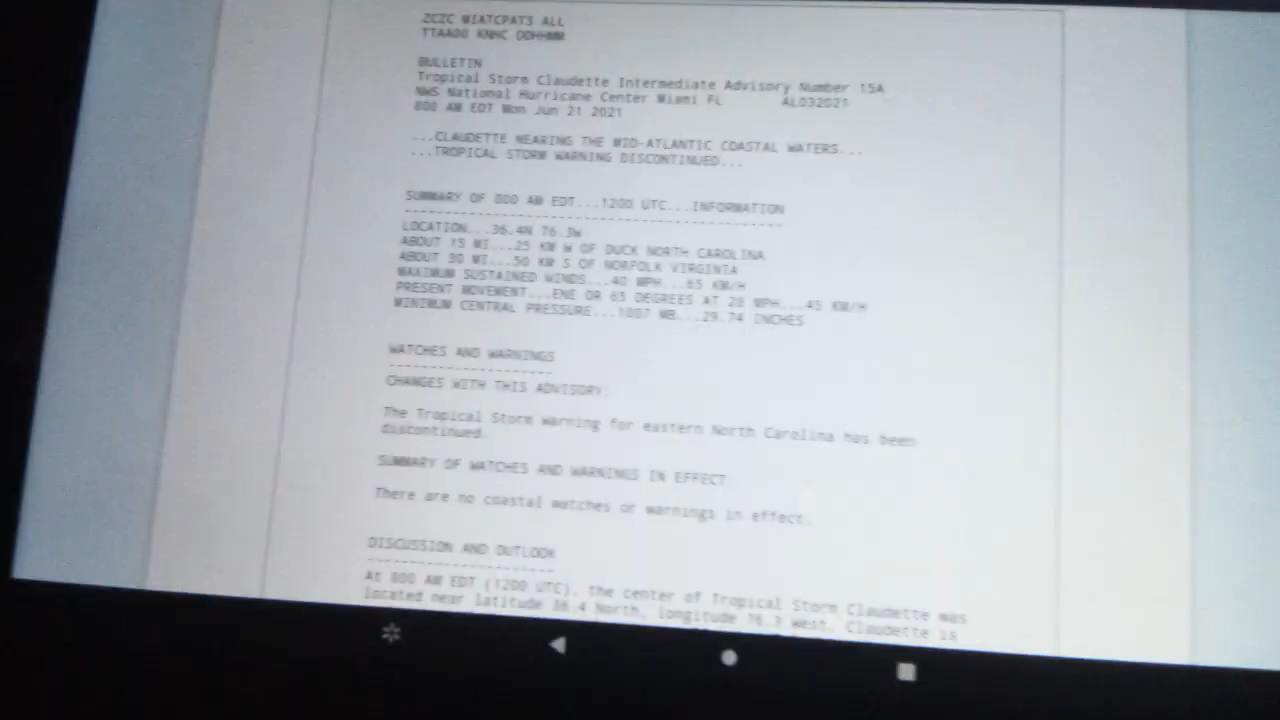 ZCZC MIATCPAT3 ALL
TTAA00 KNHC DDHHMM
BULLETIN
Tropical Storm Claudette Intermediate Advisory Number 15A
NWS National Hurricane Center Miami FL AL032021
800 AM EDT Mon Jun 21 2021
...CLAUDETTE NEARING THE MID-ATLANTIC COASTAL WATERS...
...TROPICAL STORM WARNING DISCONTINUED...
SUMMARY OF 800 AM EDT...1200 UTC...INFORMATION
----------------------------------------------
LOCATION...36.4N 76.3W
ABOUT 15 MI...25 KM W OF DUCK NORTH CAROLINA
ABOUT 30 MI...50 KM S OF NORFOLK VIRGINIA
MAXIMUM SUSTAINED WINDS...40 MPH...65 KM/H
PRESENT MOVEMENT...ENE OR 65 DEGREES AT 28 MPH...45 KM/H
MINIMUM CENTRAL PRESSURE...1007 MB...29.74 INCHES
WATCHES AND WARNINGS
--------------------
CHANGES WITH THIS ADVISORY:
The Tropical Storm Warning for eastern North Carolina has been
discontinued.
SUMMARY OF WATCHES AND WARNINGS IN EFFECT:
There are no coastal watches or warnings in effect.
DISCUSSION AND OUTLOOK
----------------------
At 800 AM EDT (1200 UTC), the center of Tropical Storm Claudette was
located near latitude 36.4 North, longitude 76.3 West. Claudette is